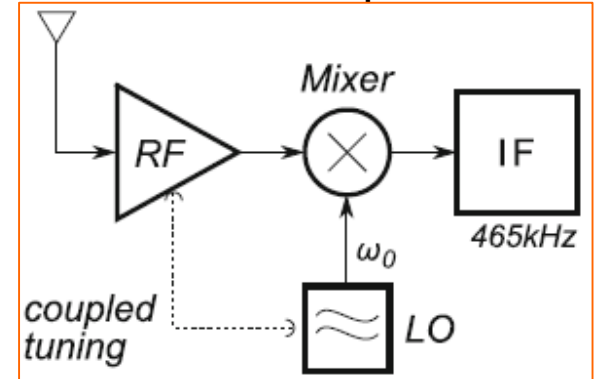 Mixer
RF
IF
465kHz
ω0
coupled
tuning
LO